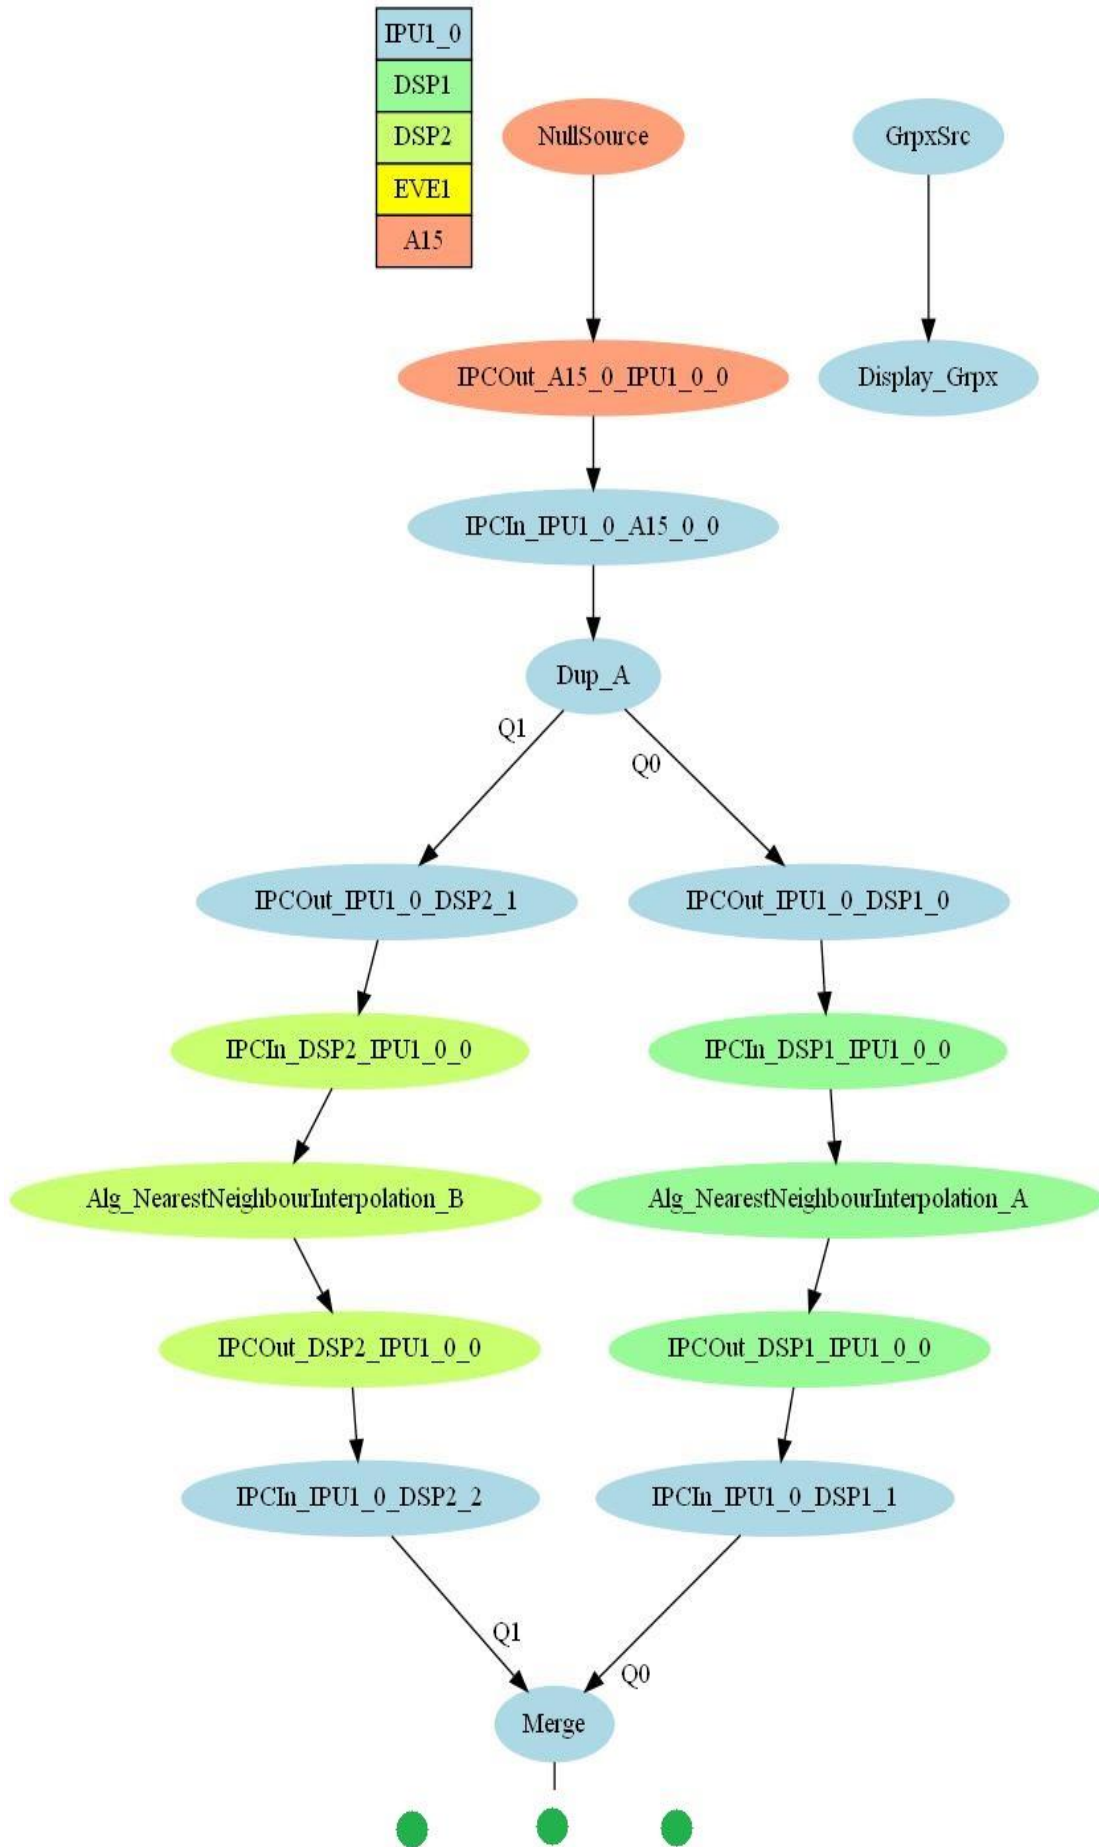 IPU1_0
DSP1
DSP2
EVE1
A15
NullSource
GrpxSrc
IPCOut_A15_0_IPU1_0_0
Display_Grpx
IPCIn_IPU1_0_A15_0_0
Dup_A
Q1
Q0
IPCOut_IPU1_0_DSP2_1
IPCOut_IPU1_0_DSP1_0
IPCIn_DSP2_IPU1_0_0
IPCIn_DSP1_IPU1_0_0
Alg_NearestNeighbourInterpolation_B
Alg_NearestNeighbourInterpolation_A
IPCOut_DSP2_IPU1_0_0
IPCOut_DSP1_IPU1_0_0
IPCIn_IPU1_0_DSP2_2
IPCIn_IPU1_0_DSP1_1
Q1
Q0
Merge